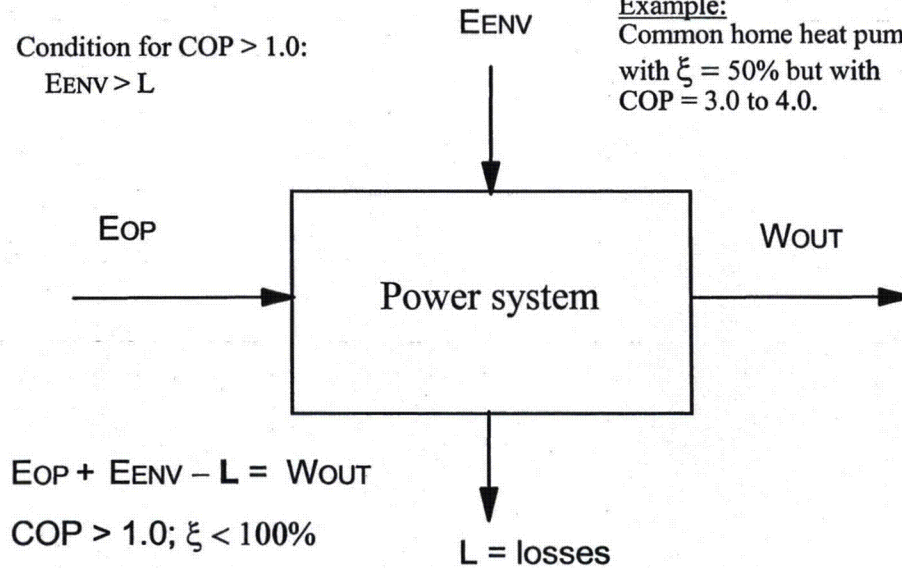 Condition for COP > 1.0:
EENV > L
EENV
Example:
Common home heat pum
with ξ = 50% but with
COP = 3.0 to 4.0.
EOP
Power system
WOUT
EOP + EENV – L = WOUT
COP > 1.0; ξ < 100%
L = losses